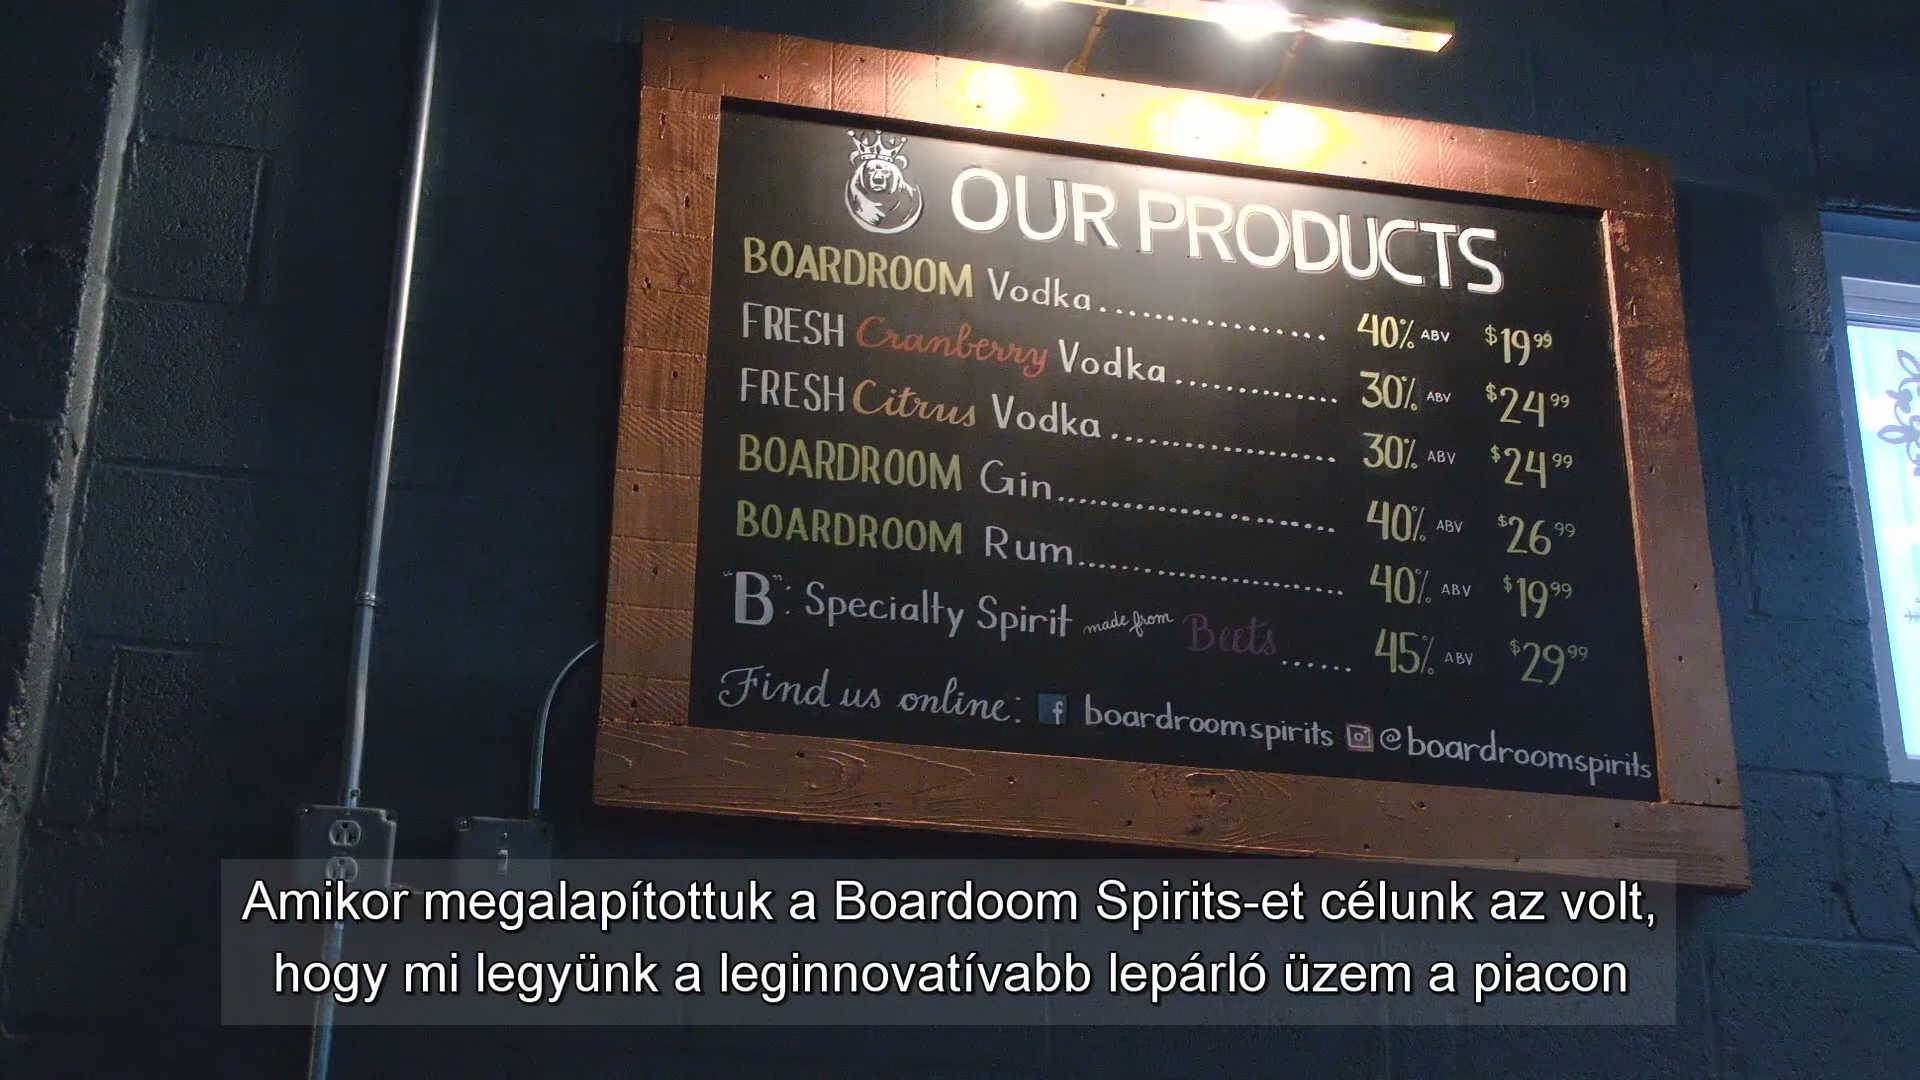 OUR PRODUCTS
BOARDROOM Vodka.................... 40% ABV $19.99
FRESH Cranberry Vodka.............. 30% ABV $24.99
FRESH Citrus Vodka.................. 30% ABV $24.99
BOARDROOM Gin...................... 40% ABV $26.99
BOARDROOM Rum...................... 40% ABV $19.99
"B": Specialty Spirit made from Beets...... 45% ABV $29.99
Find us online: f boardroomspirits @boardroomspirits
Amikor megalapítottuk a Boardoom Spirits-et célunk az volt,
hogy mi legyünk a leginnovatívabb lepárló üzem a piacon